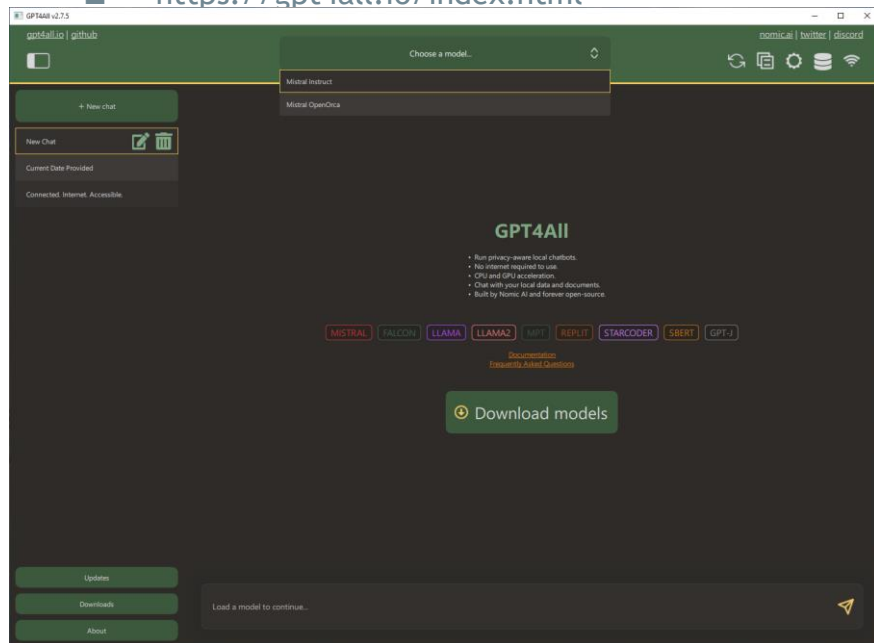 https://gpt4all.io/index.html
GPT4All v2.7.5
gpt4all.io | github
nomic.ai | twitter | discord
Choose a model...
Mistral Instruct
Mistral OpenOrca
+ New chat
New Chat
Current Date Provided
Connected. Internet. Accessible.
GPT4All
• Run privacy-aware local chatbots.
• No internet required to use.
• CPU and GPU acceleration.
• Chat with your local data and documents.
• Built by Nomic AI and forever open-source.
MISTRAL FALCON LLAMA LLAMA2 MPT REPLIT STARCODER SBERT GPT-J
Documentation
Frequently Asked Questions
Download models
Updates
Downloads
About
Load a model to continue...